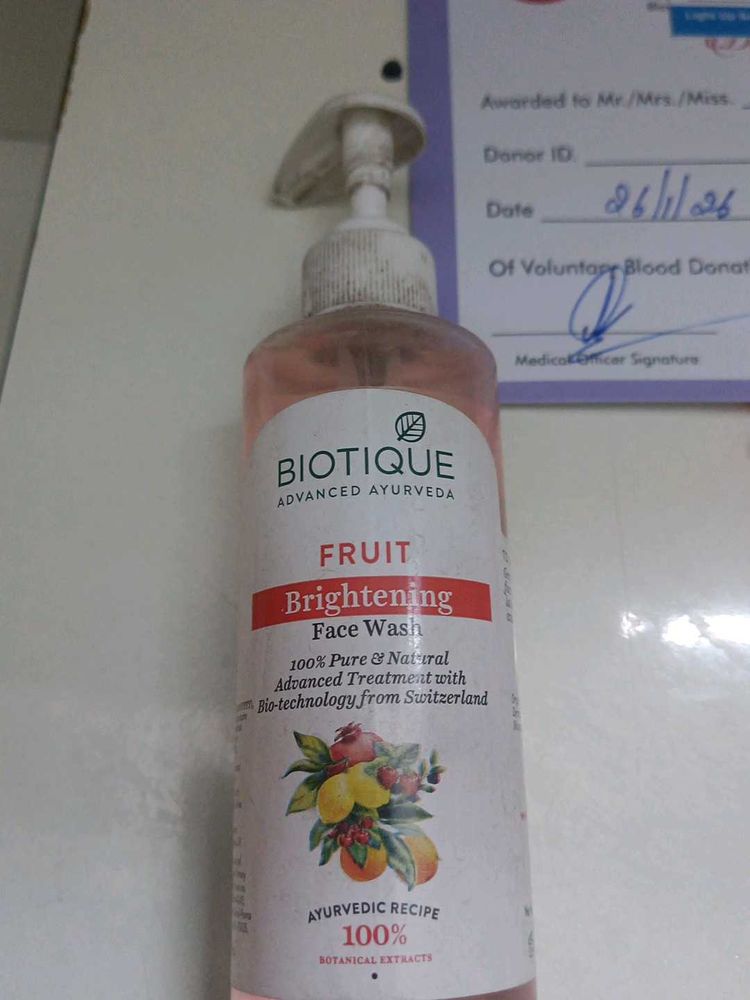 Awarded to Mr./Mrs./Miss.
Donor ID.
Date 26/1/26
Of Voluntary Blood Donat
Medical Officer Signature
BIOTIQUE
ADVANCED AYURVEDA
FRUIT
Brightening
Face Wash
100% Pure & Natural
Advanced Treatment with
Bio-technology from Switzerland
AYURVEDIC RECIPE
100%
BOTANICAL EXTRACTS